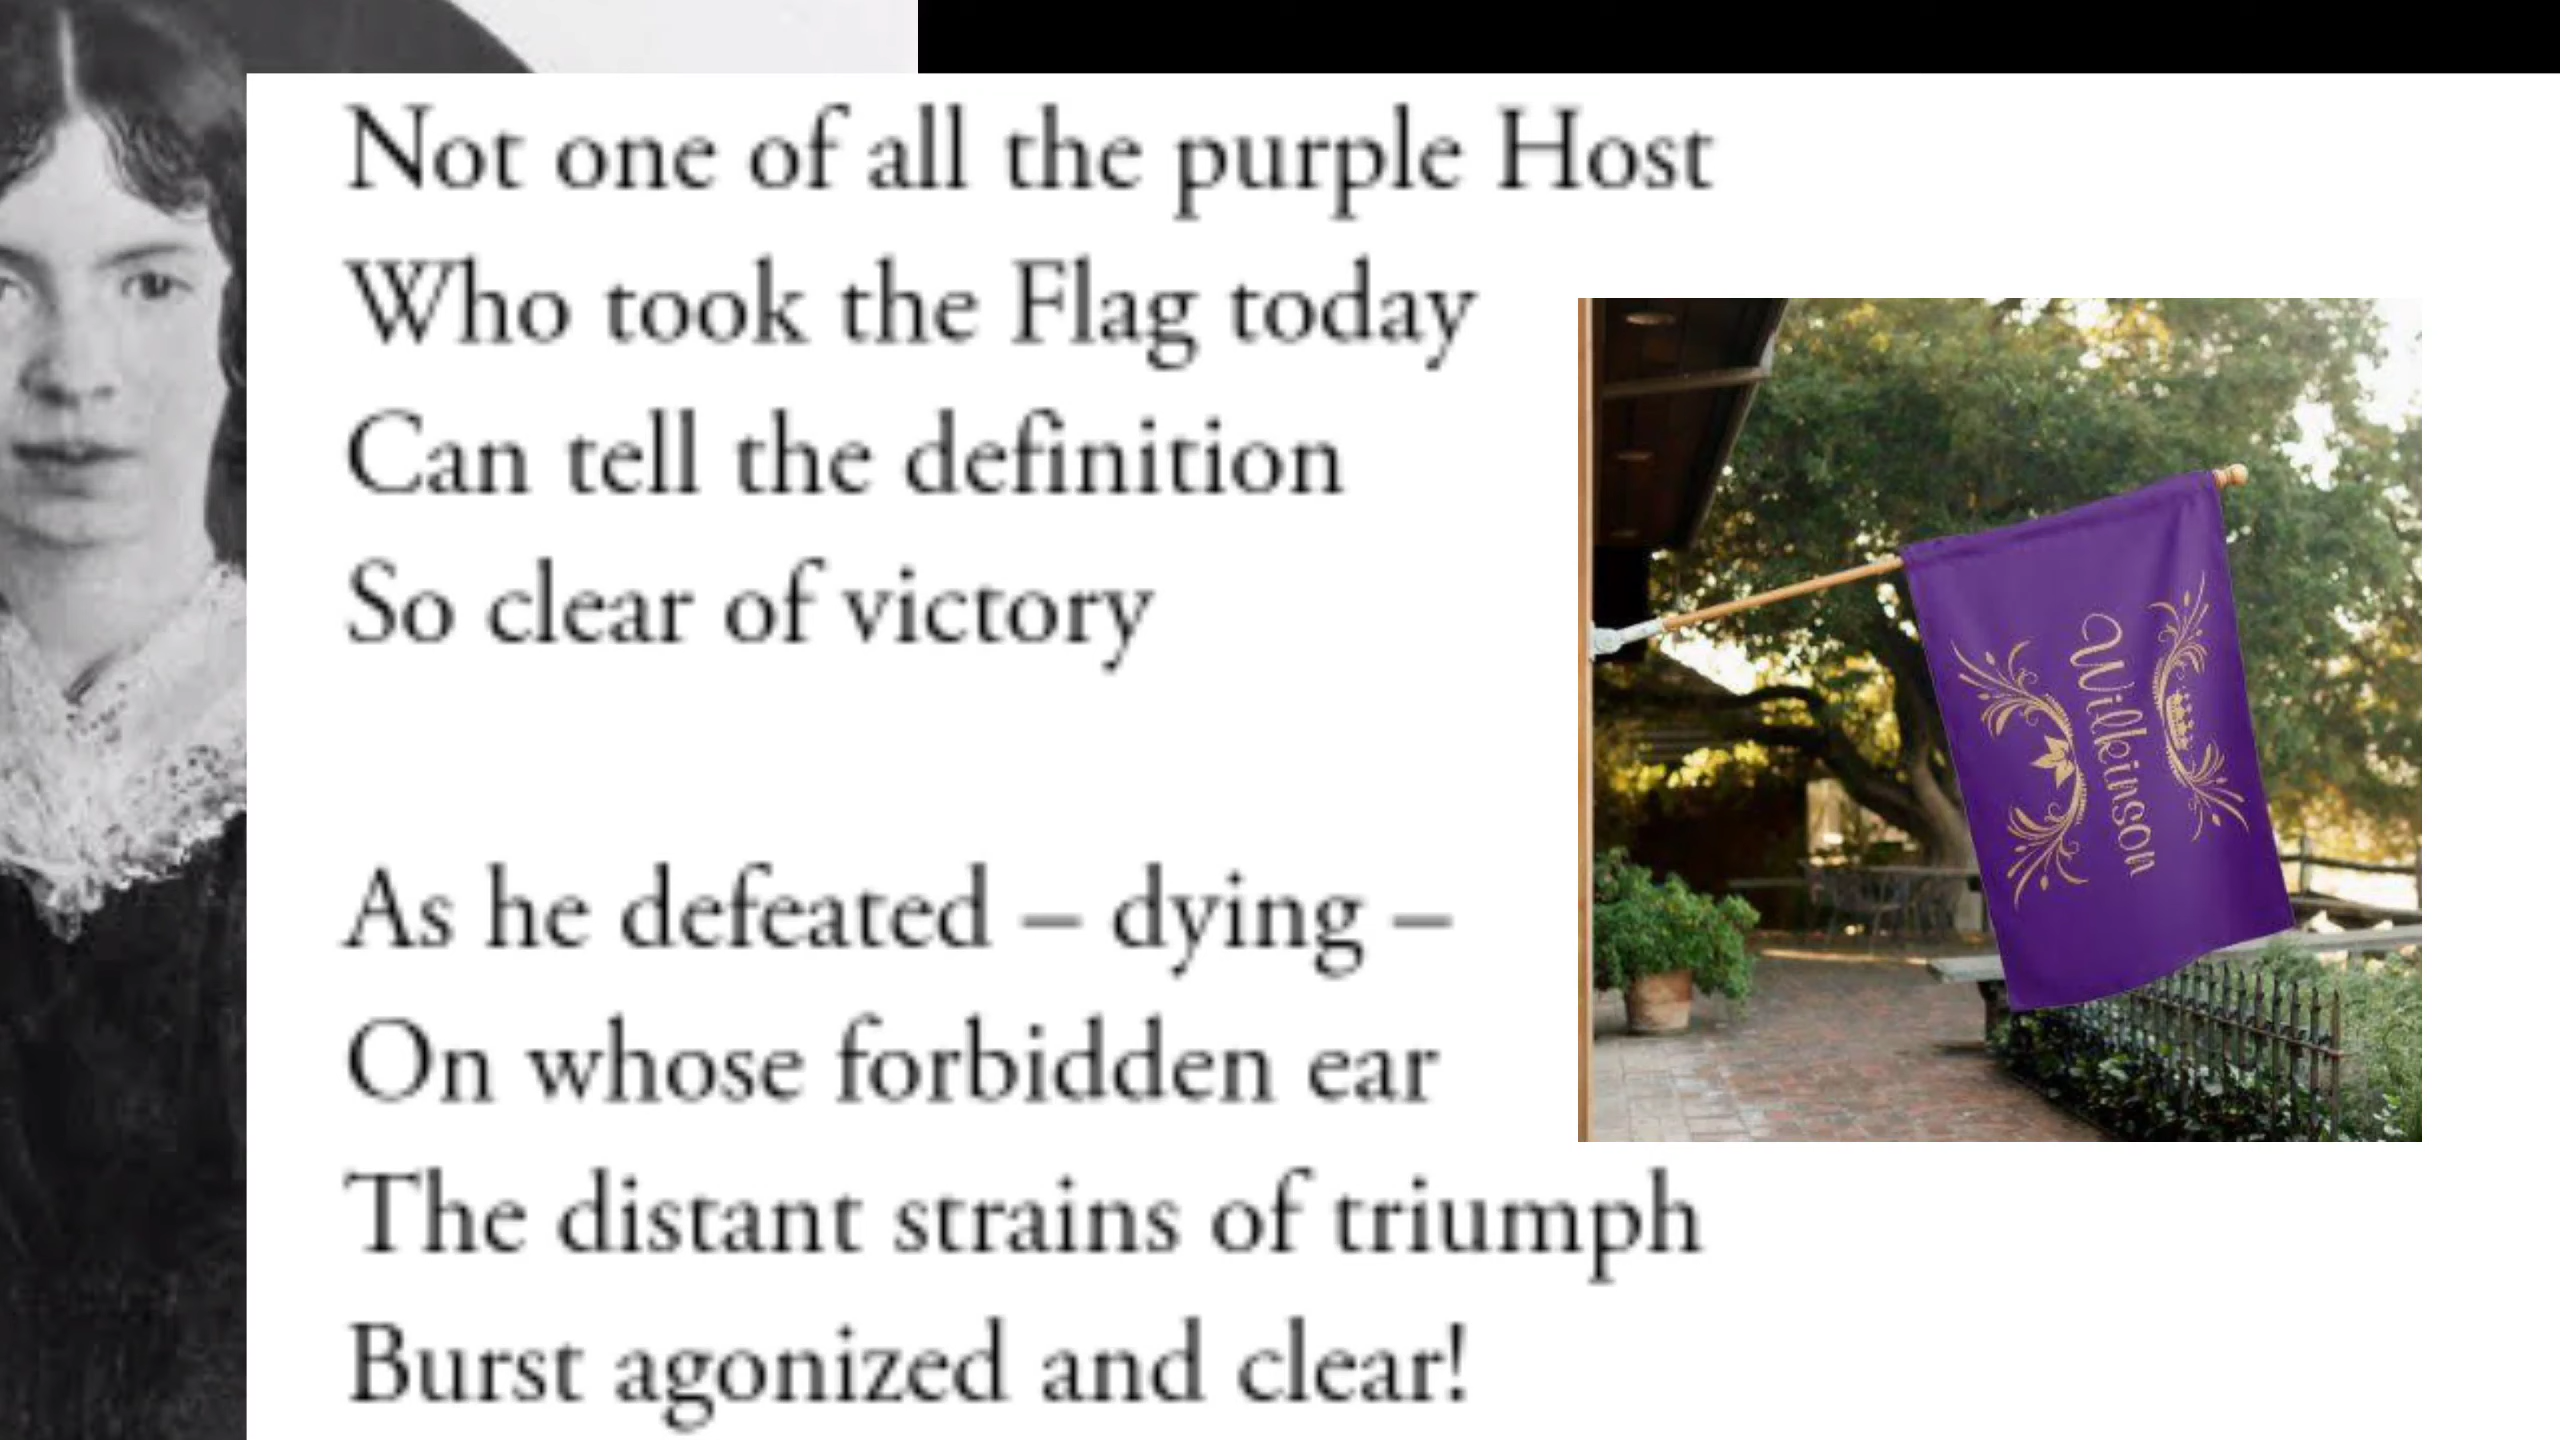 Not one of all the purple Host
Who took the Flag today
Can tell the definition
So clear of victory
As he defeated – dying –
On whose forbidden ear
The distant strains of triumph
Burst agonized and clear!
Wilkinson